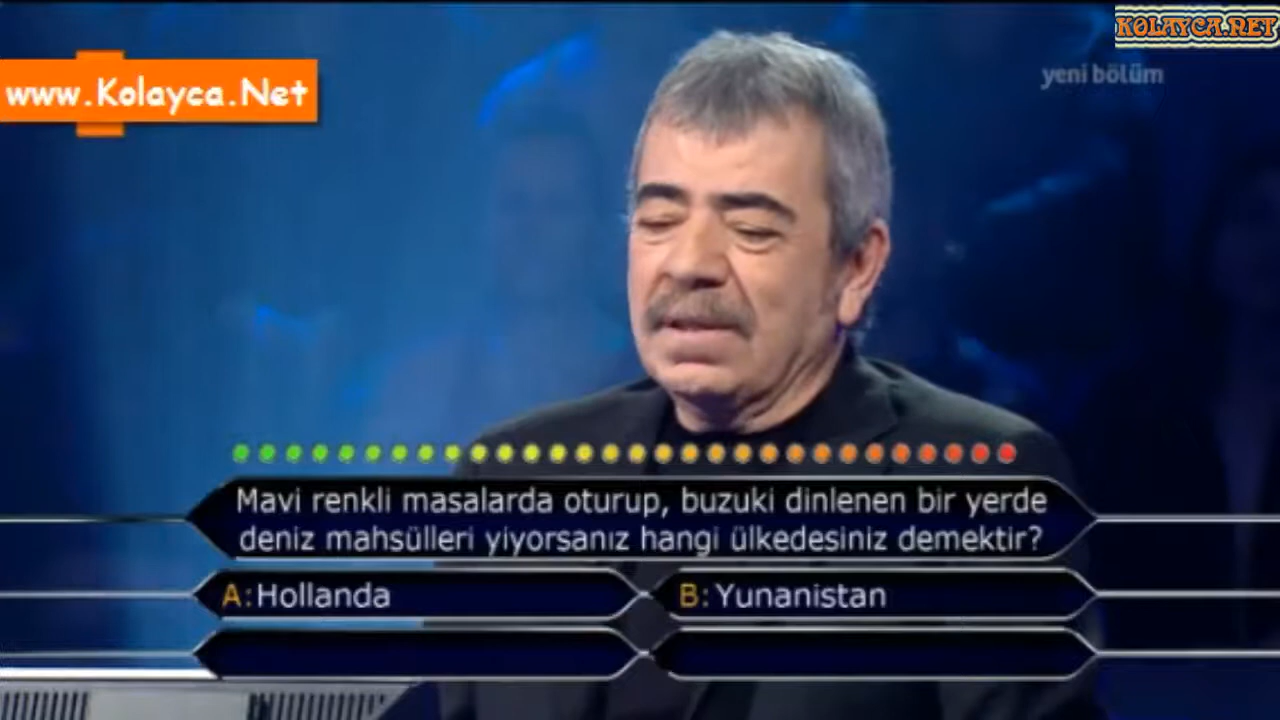 KOLAYCA.NET
yeni bölüm
www.Kolayca.Net
Mavi renkli masalarda oturup, buzuki dinlenen bir yerde
deniz mahsülleri yiyorsanız hangi ülkedesiniz demektir?
A:Hollanda
B:Yunanistan